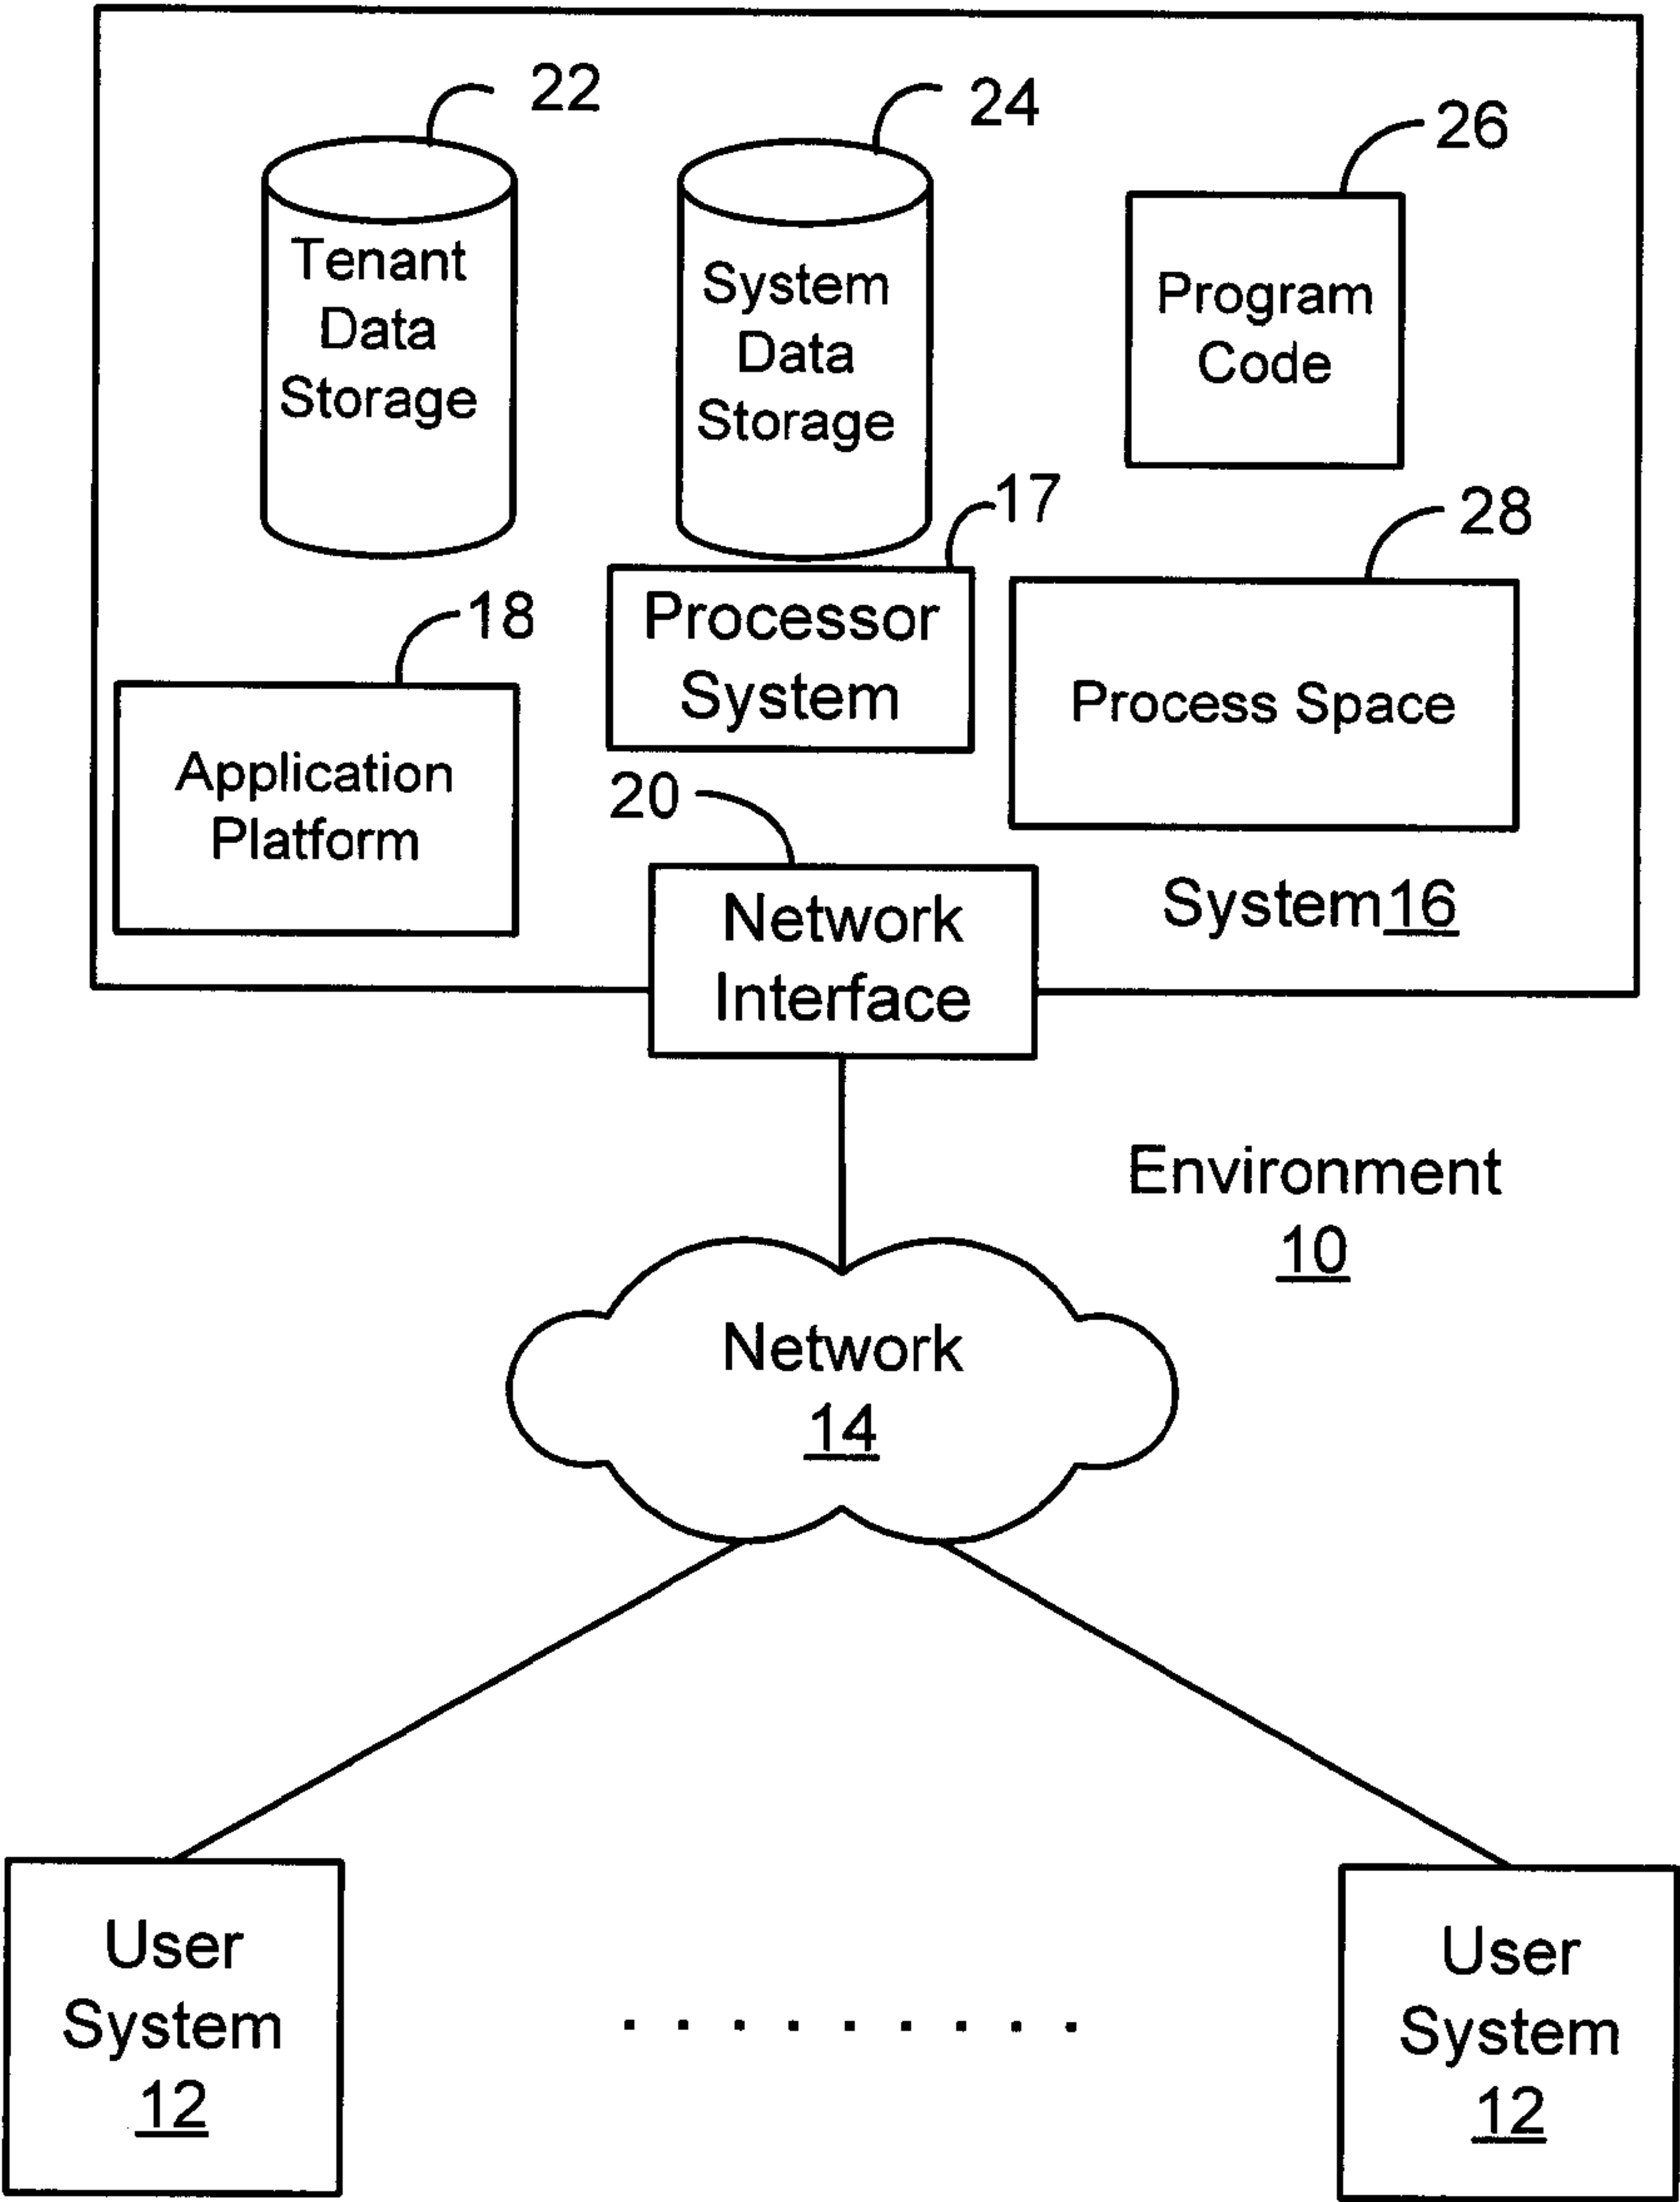 22
24
26
Tenant
Data
Storage
System
Data
Storage
Program
Code
17
28
18
Processor
System
Process Space
Application
Platform
20
Network
Interface
System16
Environment
10
Network
14
User
System
12
User
System
12